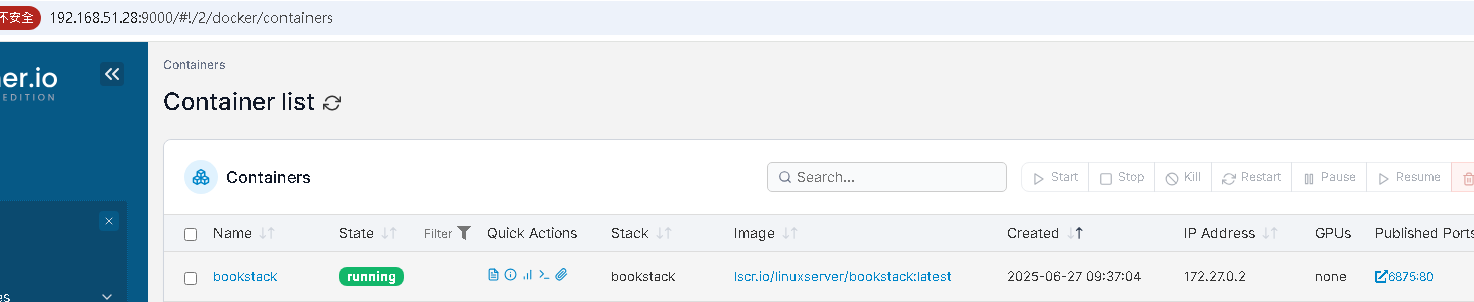 不安全 192.168.51.28:9000/#!/2/docker/containers
Containers
ner.io
EDITION
Container list
Containers Search... Start Stop Kill Restart Pause Resume
Name State Filter Quick Actions Stack Image Created IP Address GPUs Published Ports
bookstack running bookstack lscr.io/linuxserver/bookstack:latest 2025-06-27 09:37:04 172.27.0.2 none 6875:80
es